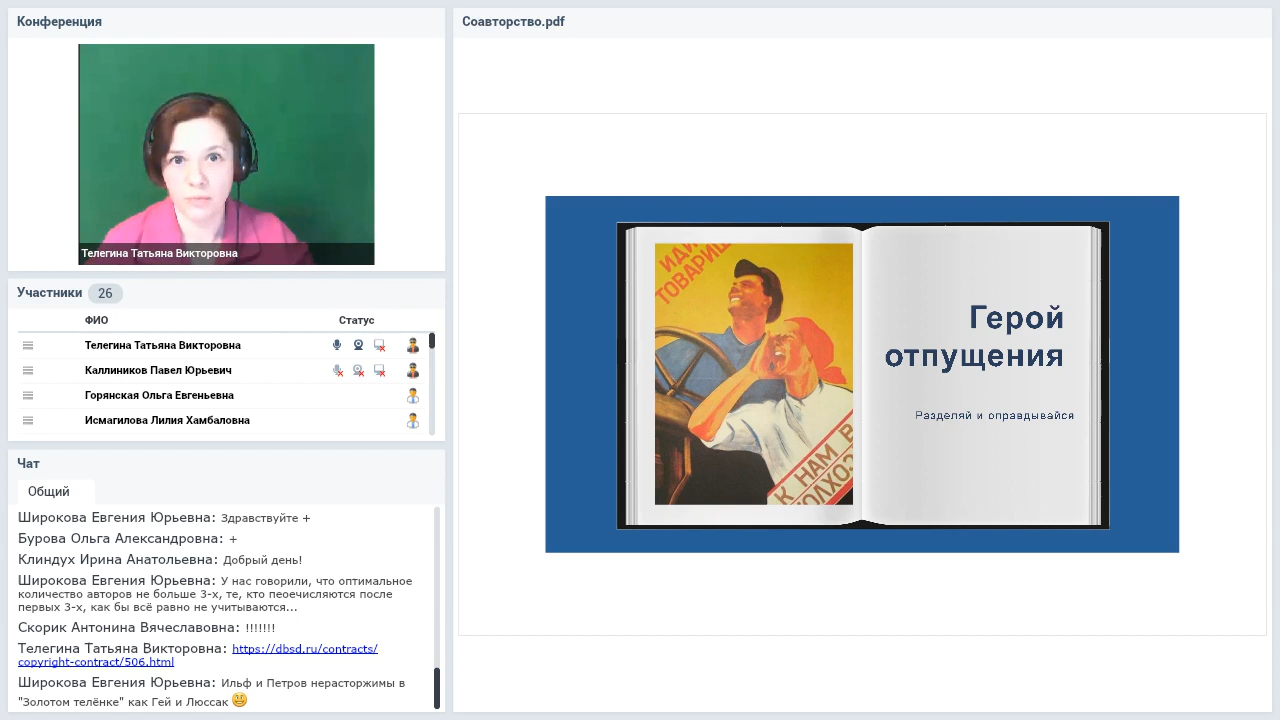 Конференция
Телегина Татьяна Викторовна
Участники 26
ФИО Статус
Телегина Татьяна Викторовна
Каллиников Павел Юрьевич
Горянская Ольга Евгеньевна
Исмагилова Лилия Хамбаловна
Чат
Общий
Широкова Евгения Юрьевна: Здравствуйте +
Бурова Ольга Александровна: +
Клиндух Ирина Анатольевна: Добрый день!
Широкова Евгения Юрьевна: У нас говорили, что оптимальное
количество авторов не больше 3-х, те, кто пеоечисляются после
первых 3-х, как бы всё равно не учитываются...
Скорик Антонина Вячеславовна: !!!!!!!
Телегина Татьяна Викторовна: https://dbsd.ru/contracts/
copyright-contract/506.html
Широкова Евгения Юрьевна: Ильф и Петров нерасторжимы в
"Золотом телёнке" как Гей и Люссак
Соавторство.pdf
ИДИ
ТОВАРИЩ
К НАМ В
КОЛХОЗ
Герой
отпущения
Разделяй и оправдывайся